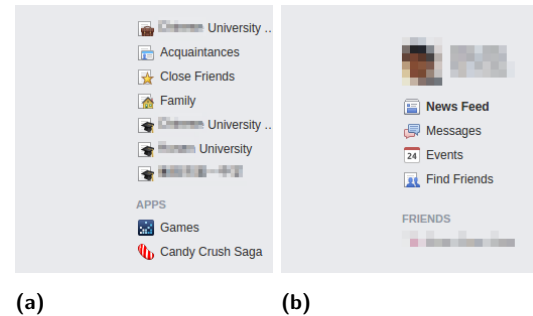 University ..
Acquaintances
Close Friends
Family
University ..
University
APPS
Games
Candy Crush Saga
News Feed
Messages
24 Events
Find Friends
FRIENDS
(a)
(b)